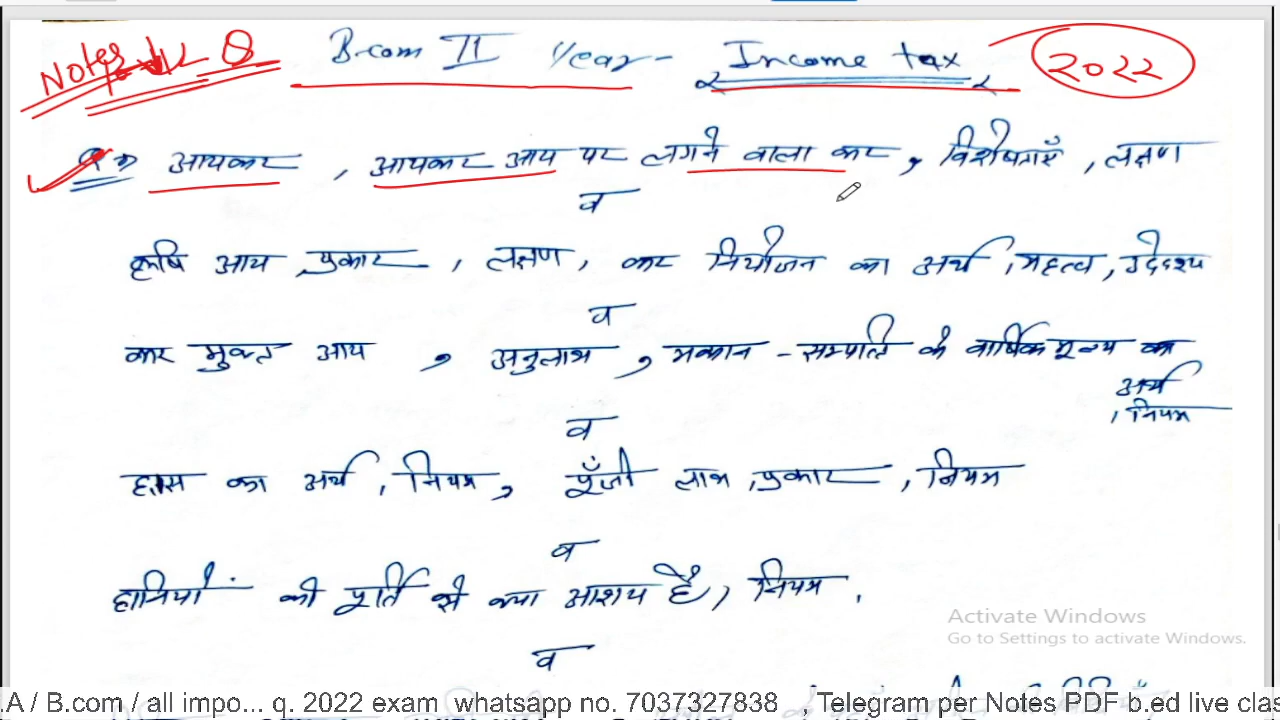 Notes Q B.com II Year - Income tax 2022
Q⇒ आयकर , आयकर आय पर लगने वाला कर , विशेषताएँ , लक्षण
व
कृषि आय प्रकार , लक्षण , कर नियोजन का अर्थ , महत्व , उद्देश्य
व
कर मुक्त आय , अनुलाभ , मकान - सम्पत्ति के वार्षिक मूल्य का
अर्थ
, नियम
व
ह्रास का अर्थ , नियम , पूँजी लाभ , प्रकार , नियम
व
हानियों की पूर्ति से क्या आशय है , नियम .
व
Activate Windows
Go to Settings to activate Windows.
.A / B.com / all impo... q. 2022 exam whatsapp no. 7037327838 , Telegram per Notes PDF b.ed live clas